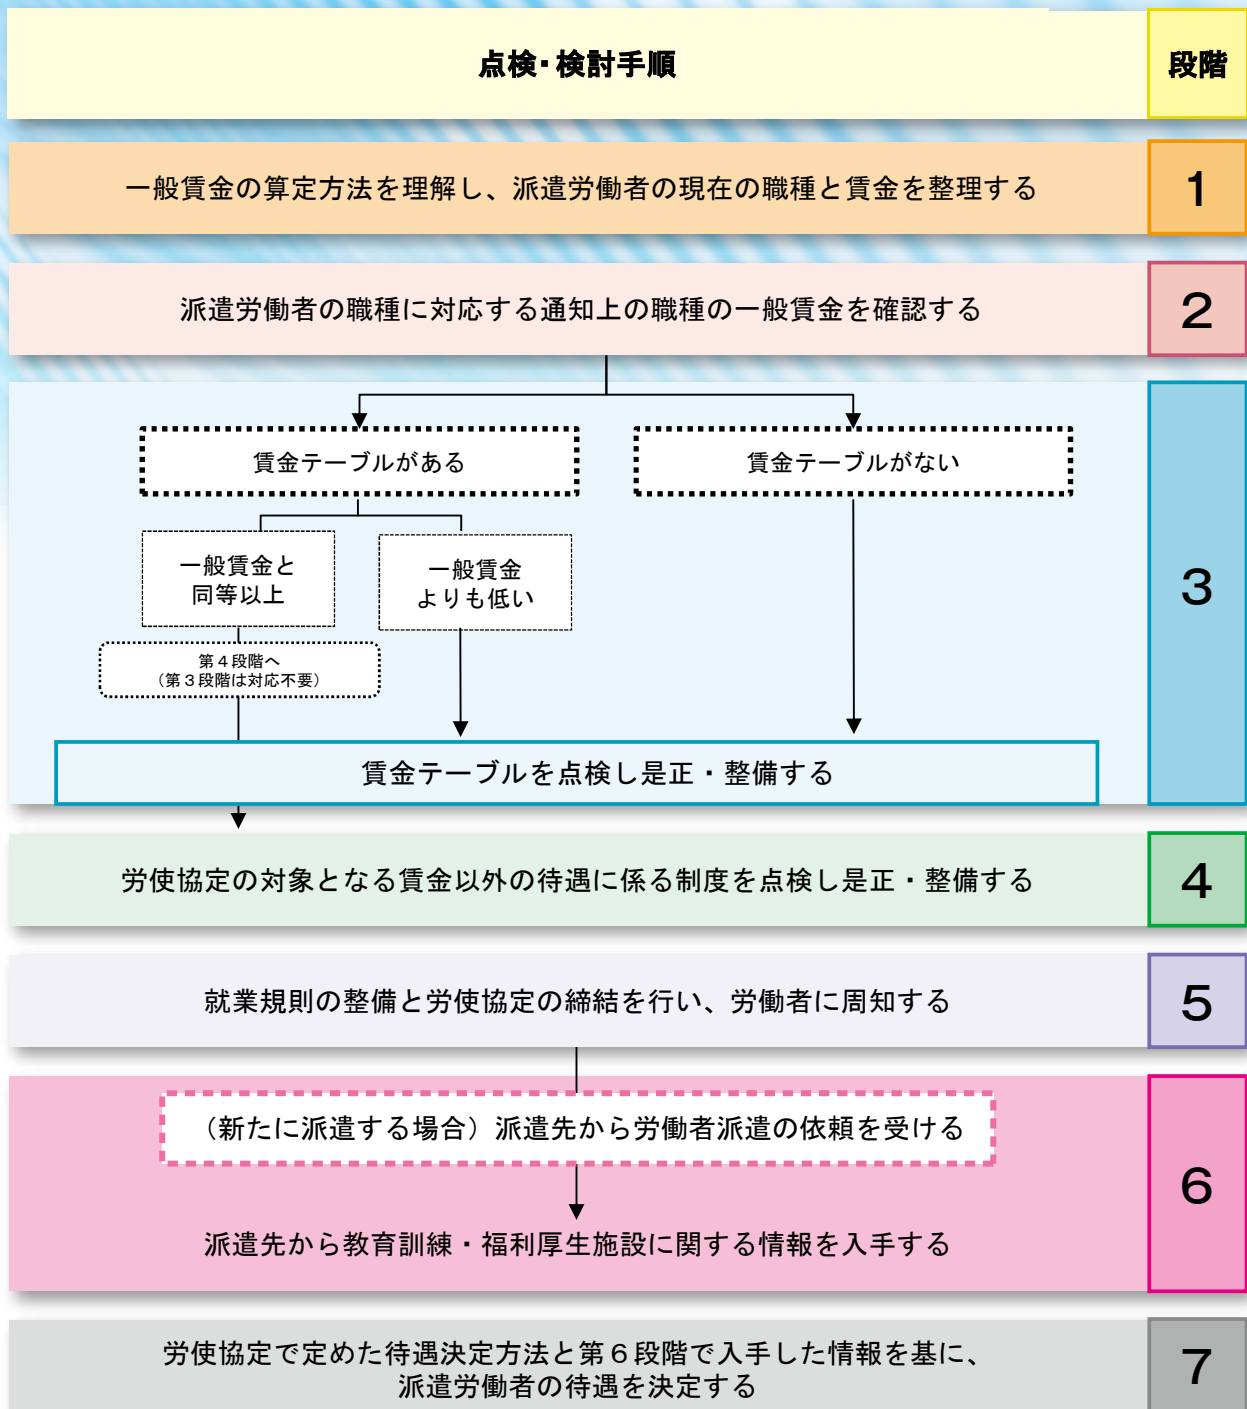 点検・検討手順
段階
一般賃金の算定方法を理解し、派遣労働者の現在の職種と賃金を整理する
1
派遣労働者の職種に対応する通知上の職種の一般賃金を確認する
2
賃金テーブルがある
賃金テーブルがない
一般賃金と
同等以上
一般賃金
よりも低い
3
第４段階へ
（第３段階は対応不要）
賃金テーブルを点検し是正・整備する
労使協定の対象となる賃金以外の待遇に係る制度を点検し是正・整備する
4
就業規則の整備と労使協定の締結を行い、労働者に周知する
5
（新たに派遣する場合）派遣先から労働者派遣の依頼を受ける
6
派遣先から教育訓練・福利厚生施設に関する情報を入手する
労使協定で定めた待遇決定方法と第６段階で入手した情報を基に、
派遣労働者の待遇を決定する
7